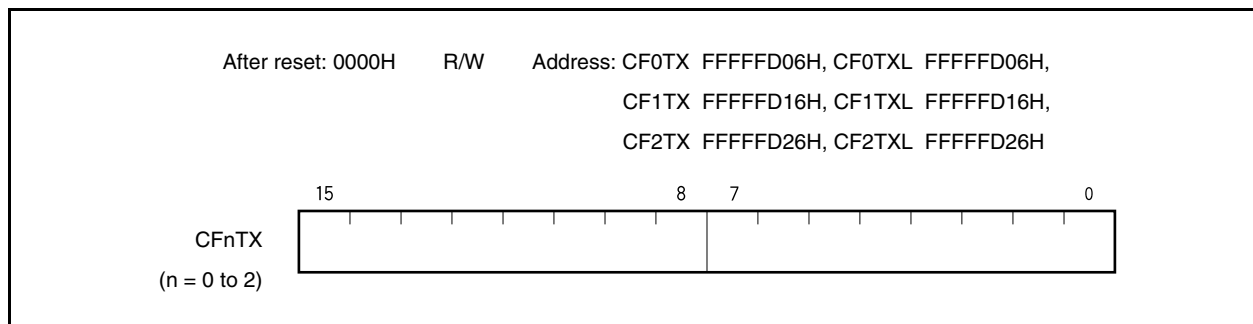 After reset: 0000H R/W Address: CF0TX FFFFFD06H, CF0TXL FFFFFD06H,
CF1TX FFFFFD16H, CF1TXL FFFFFD16H,
CF2TX FFFFFD26H, CF2TXL FFFFFD26H
15 8 7 0
CFnTX
(n = 0 to 2)